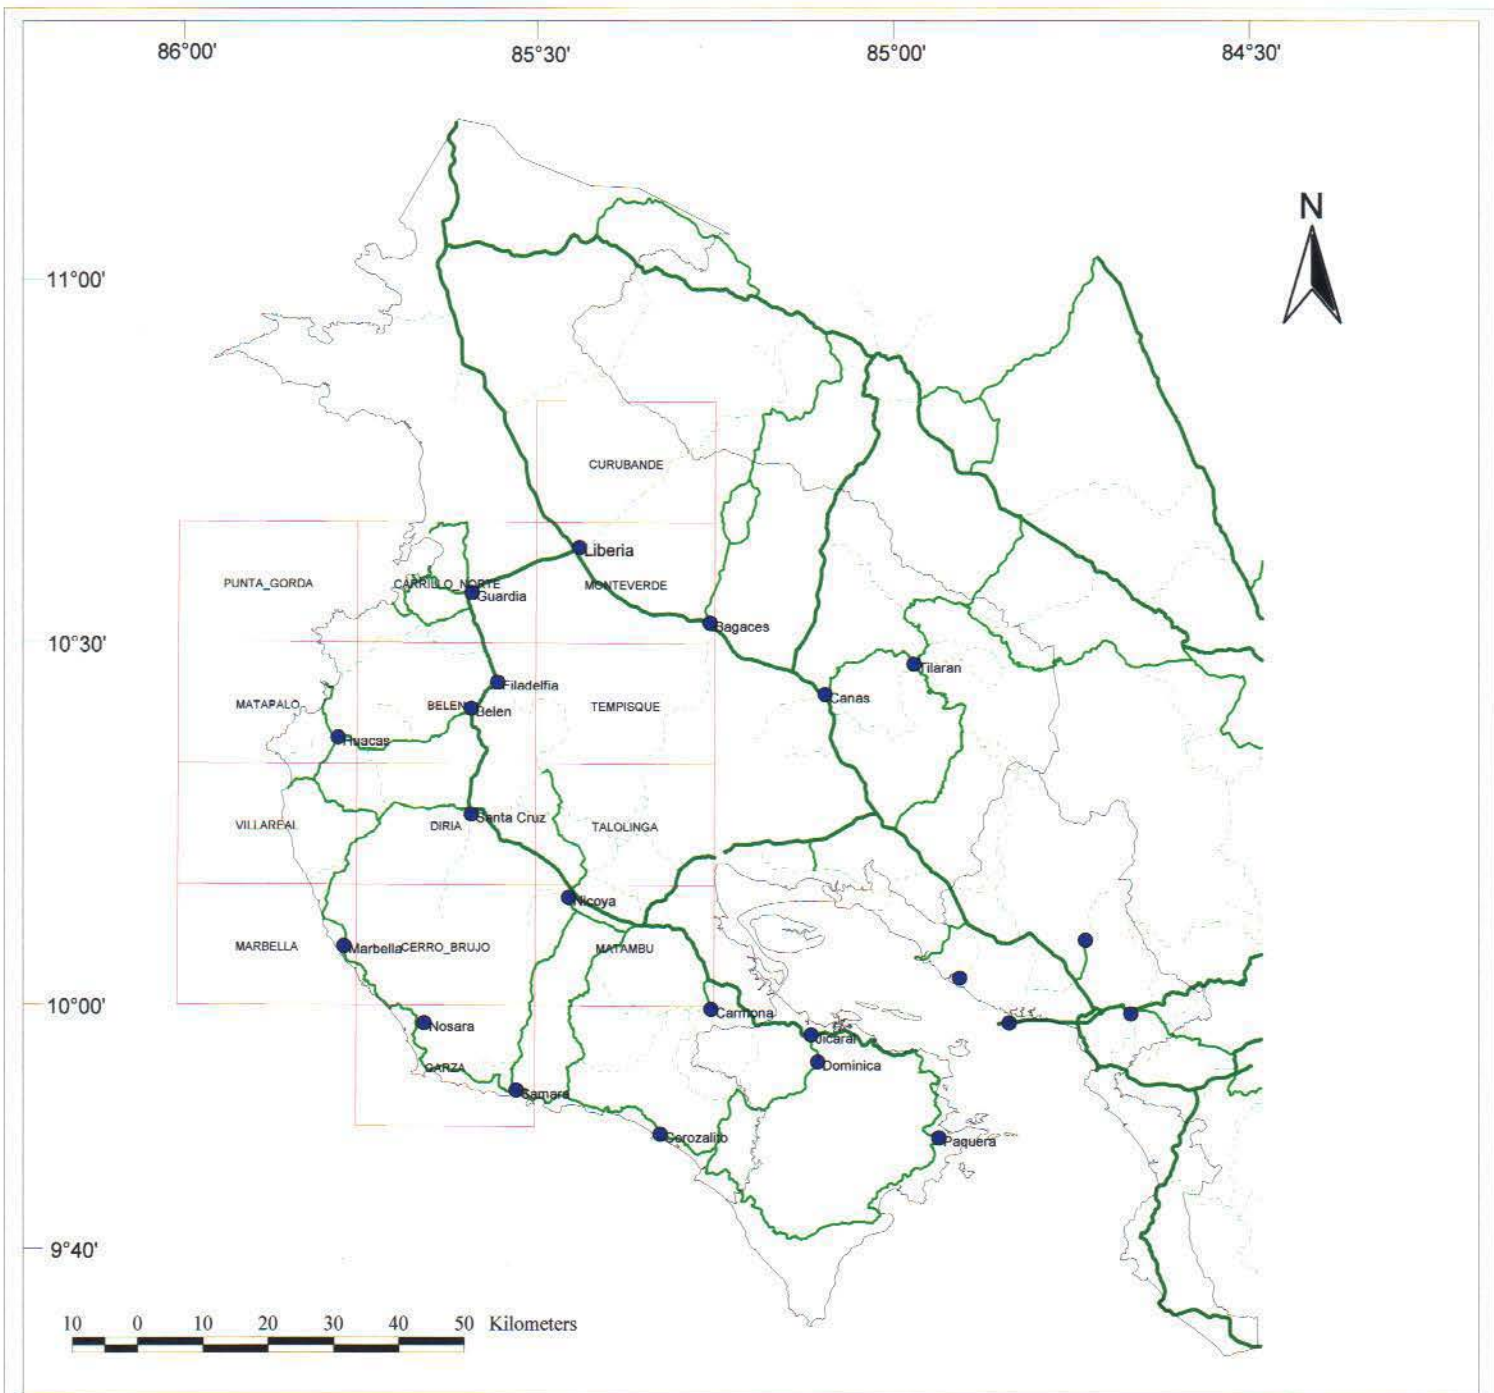 86°00' 85°30' 85°00' 84°30'
N
11°00'
CURUBANDE
Liberia
PUNTA_GORDA CARRILLO_NORTE MONTEVERDE
Guardia
Bagaces
10°30'
Tilaran
Filadelfia
Canas
MATAPALO BELEN TEMPISQUE
Belen
Huacas
Santa Cruz
VILLAREAL DIRIA TALOLINGA
Nicoya
MARBELLA Marbella CERRO_BRUJO MATAMBU
10°00'
Carmona
Nosara
Jicaral
GARZA Dominica
Samara
Corozalito Paquera
9°40'
10 0 10 20 30 40 50 Kilometers